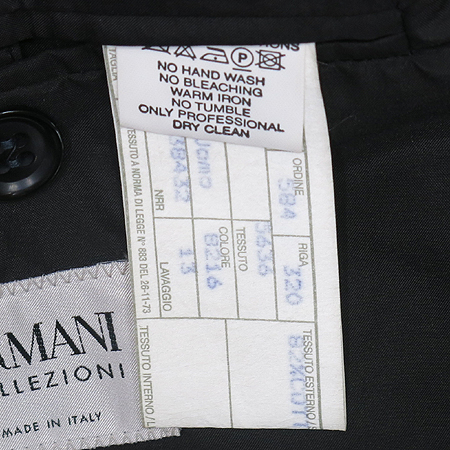 NO HAND WASH
NO BLEACHING
WARM IRON
NO TUMBLE
ONLY PROFESSIONAL
DRY CLEAN
ORDINE
584
RIGA
320
TESSUTO
5636
COLORE
8216
NRR
LAVAGGIO
13
TESSUTO A NORMA DI LEGGE N° 883 DEL 26-11-73
TESSUTO ESTERNO/S
TESSUTO INTERNO/L
RMANI
LLEZIONI
MADE IN ITALY